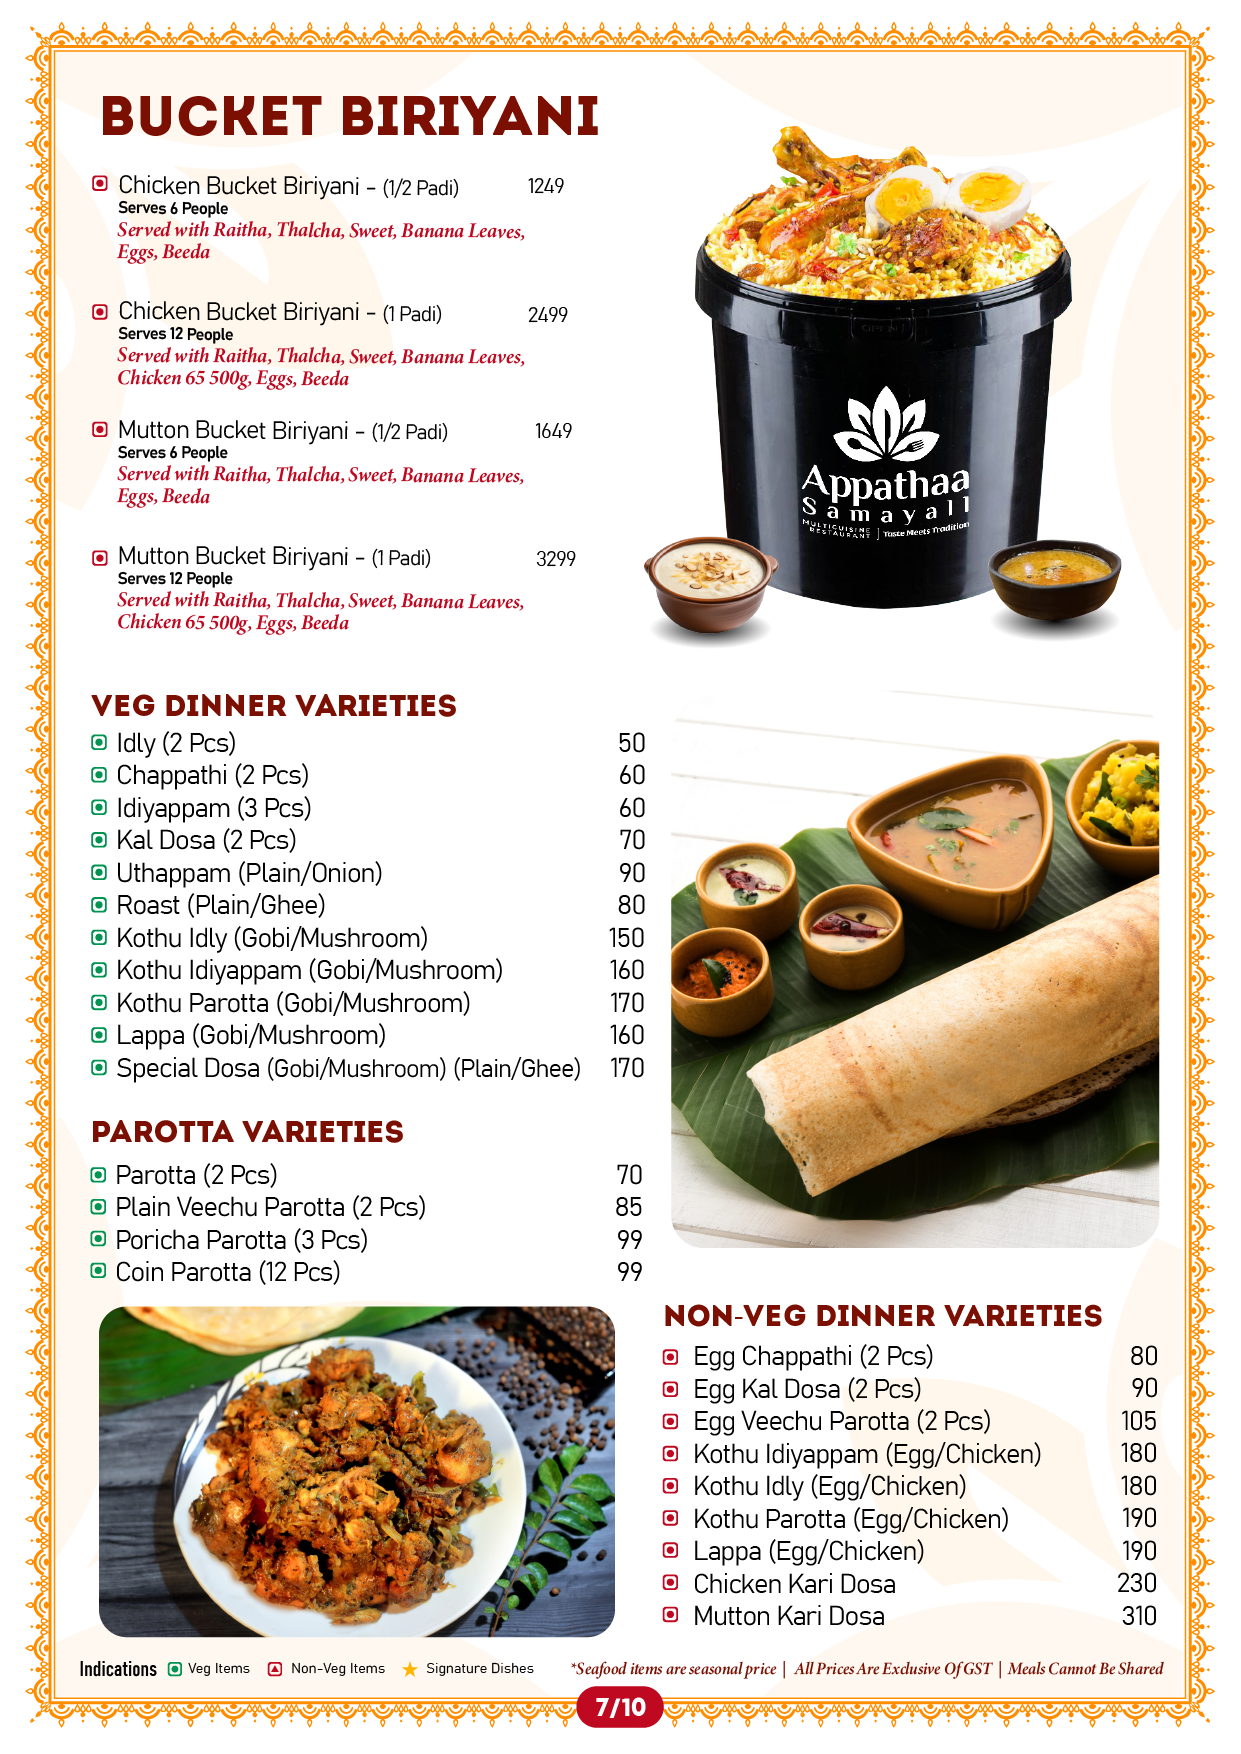 BUCKET BIRIYANI
Chicken Bucket Biriyani - (1/2 Padi) 1249
Serves 6 People
Served with Raitha, Thalcha, Sweet, Banana Leaves,
Eggs, Beeda
Chicken Bucket Biriyani - (1 Padi) 2499
Serves 12 People
Served with Raitha, Thalcha, Sweet, Banana Leaves,
Chicken 65 500g, Eggs, Beeda
Mutton Bucket Biriyani - (1/2 Padi) 1649
Serves 6 People
Served with Raitha, Thalcha, Sweet, Banana Leaves,
Eggs, Beeda
Mutton Bucket Biriyani - (1 Padi) 3299
Serves 12 People
Served with Raitha, Thalcha, Sweet, Banana Leaves,
Chicken 65 500g, Eggs, Beeda
OPEN
Appathaa
Samayall
MULTICUISINE
RESTAURANT | Taste Meets Tradition
VEG DINNER VARIETIES
Idly (2 Pcs) 50
Chappathi (2 Pcs) 60
Idiyappam (3 Pcs) 60
Kal Dosa (2 Pcs) 70
Uthappam (Plain/Onion) 90
Roast (Plain/Ghee) 80
Kothu Idly (Gobi/Mushroom) 150
Kothu Idiyappam (Gobi/Mushroom) 160
Kothu Parotta (Gobi/Mushroom) 170
Lappa (Gobi/Mushroom) 160
Special Dosa (Gobi/Mushroom) (Plain/Ghee) 170
PAROTTA VARIETIES
Parotta (2 Pcs) 70
Plain Veechu Parotta (2 Pcs) 85
Poricha Parotta (3 Pcs) 99
Coin Parotta (12 Pcs) 99
NON-VEG DINNER VARIETIES
Egg Chappathi (2 Pcs) 80
Egg Kal Dosa (2 Pcs) 90
Egg Veechu Parotta (2 Pcs) 105
Kothu Idiyappam (Egg/Chicken) 180
Kothu Idly (Egg/Chicken) 180
Kothu Parotta (Egg/Chicken) 190
Lappa (Egg/Chicken) 190
Chicken Kari Dosa 230
Mutton Kari Dosa 310
Indications Veg Items Non-Veg Items Signature Dishes *Seafood items are seasonal price | All Prices Are Exclusive Of GST | Meals Cannot Be Shared
7/10